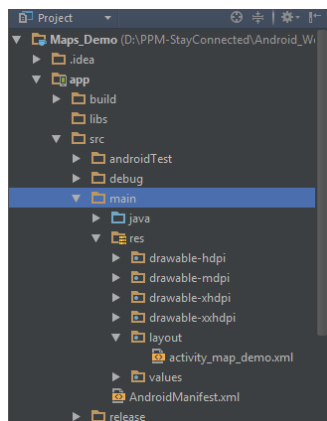 Project
Maps_Demo (D:\PPM-StayConnected\Android_W
.idea
app
build
libs
src
androidTest
debug
main
java
res
drawable-hdpi
drawable-mdpi
drawable-xhdpi
drawable-xxhdpi
layout
activity_map_demo.xml
values
AndroidManifest.xml
release